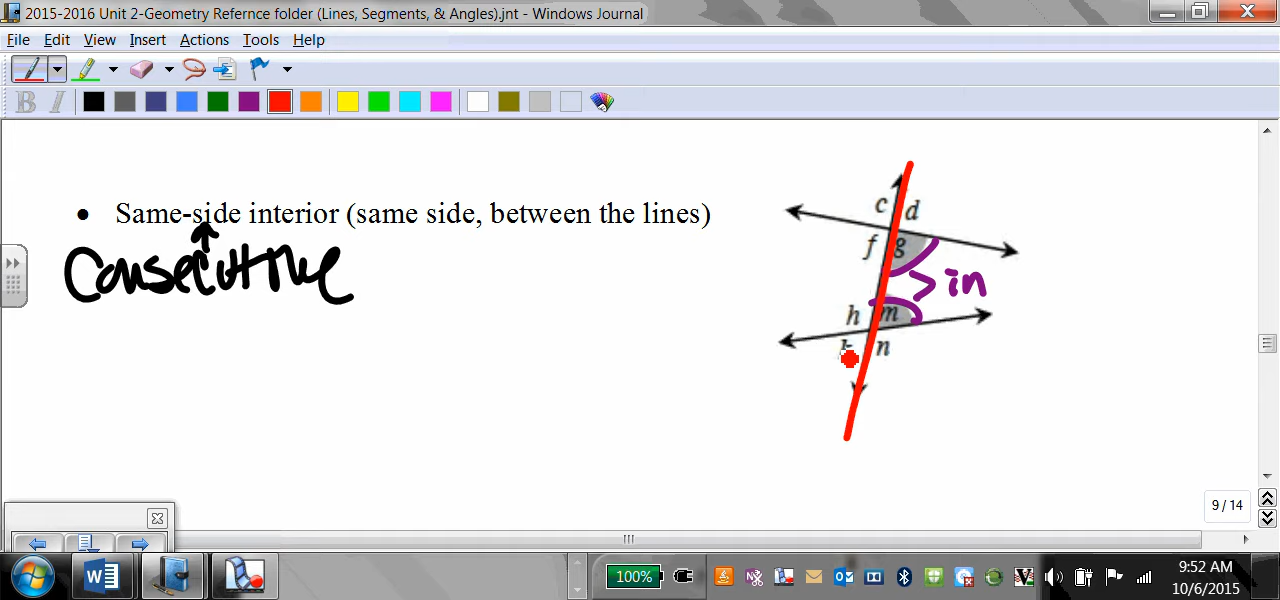 2015-2016 Unit 2-Geometry Refernce folder (Lines, Segments, & Angles).jnt - Windows Journal
File Edit View Insert Actions Tools Help
B I
• Same-side interior (same side, between the lines)
Consecutive
c d
f g
in
h m
k n
9 / 14
W
100%
9:52 AM
10/6/2015